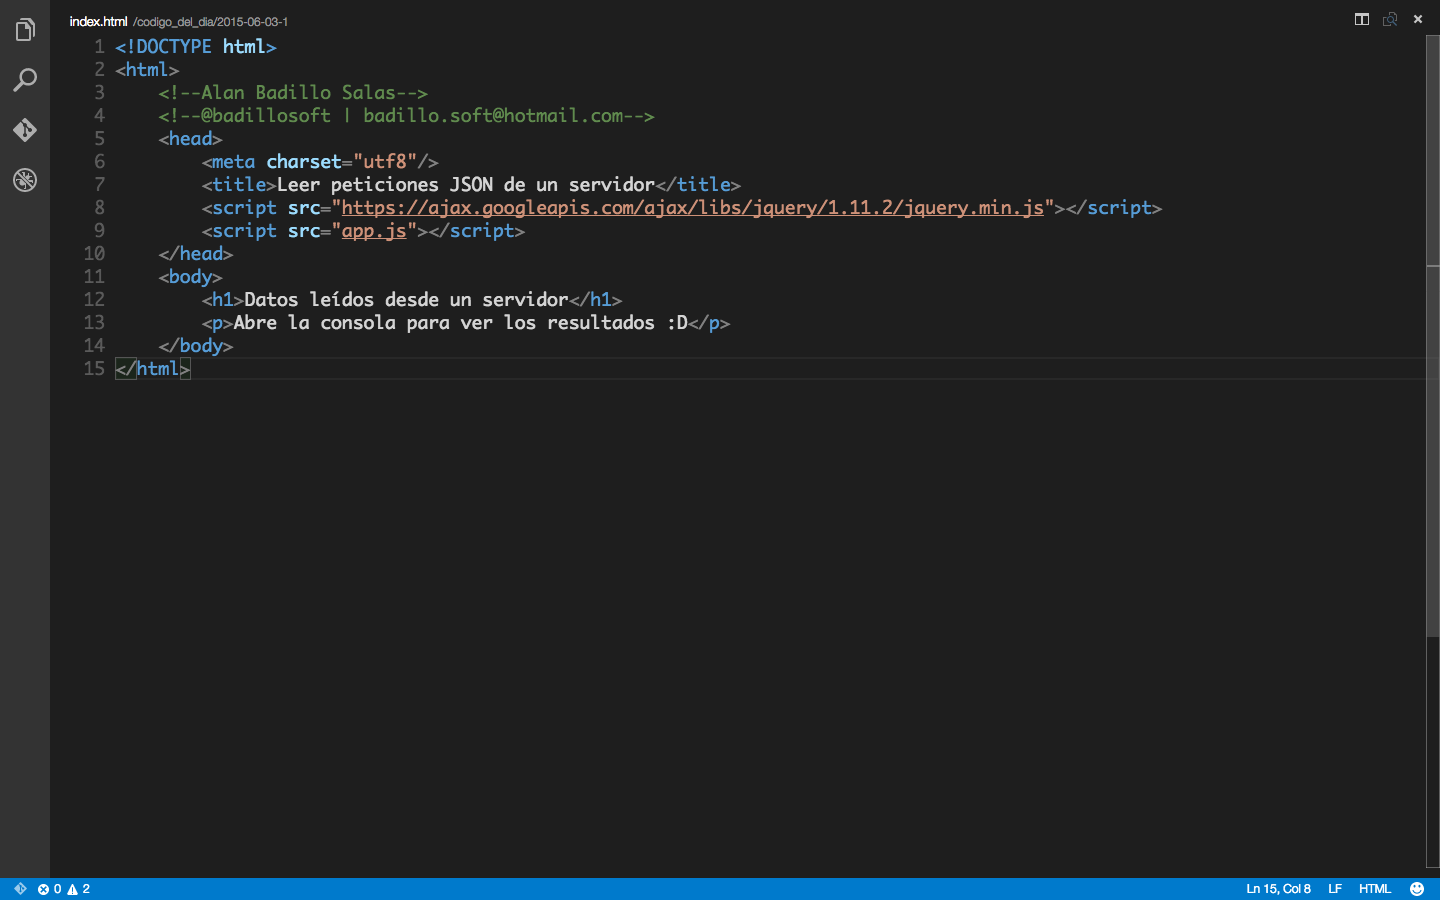 index.html /codigo_del_dia/2015-06-03-1
1 <!DOCTYPE html>
2 <html>
3 <!--Alan Badillo Salas-->
4 <!--@badillosoft | badillo.soft@hotmail.com-->
5 <head>
6 <meta charset="utf8"/>
7 <title>Leer peticiones JSON de un servidor</title>
8 <script src="https://ajax.googleapis.com/ajax/libs/jquery/1.11.2/jquery.min.js"></script>
9 <script src="app.js"></script>
10 </head>
11 <body>
12 <h1>Datos leídos desde un servidor</h1>
13 <p>Abre la consola para ver los resultados :D</p>
14 </body>
15 </html>
0 2 Ln 15, Col 8 LF HTML